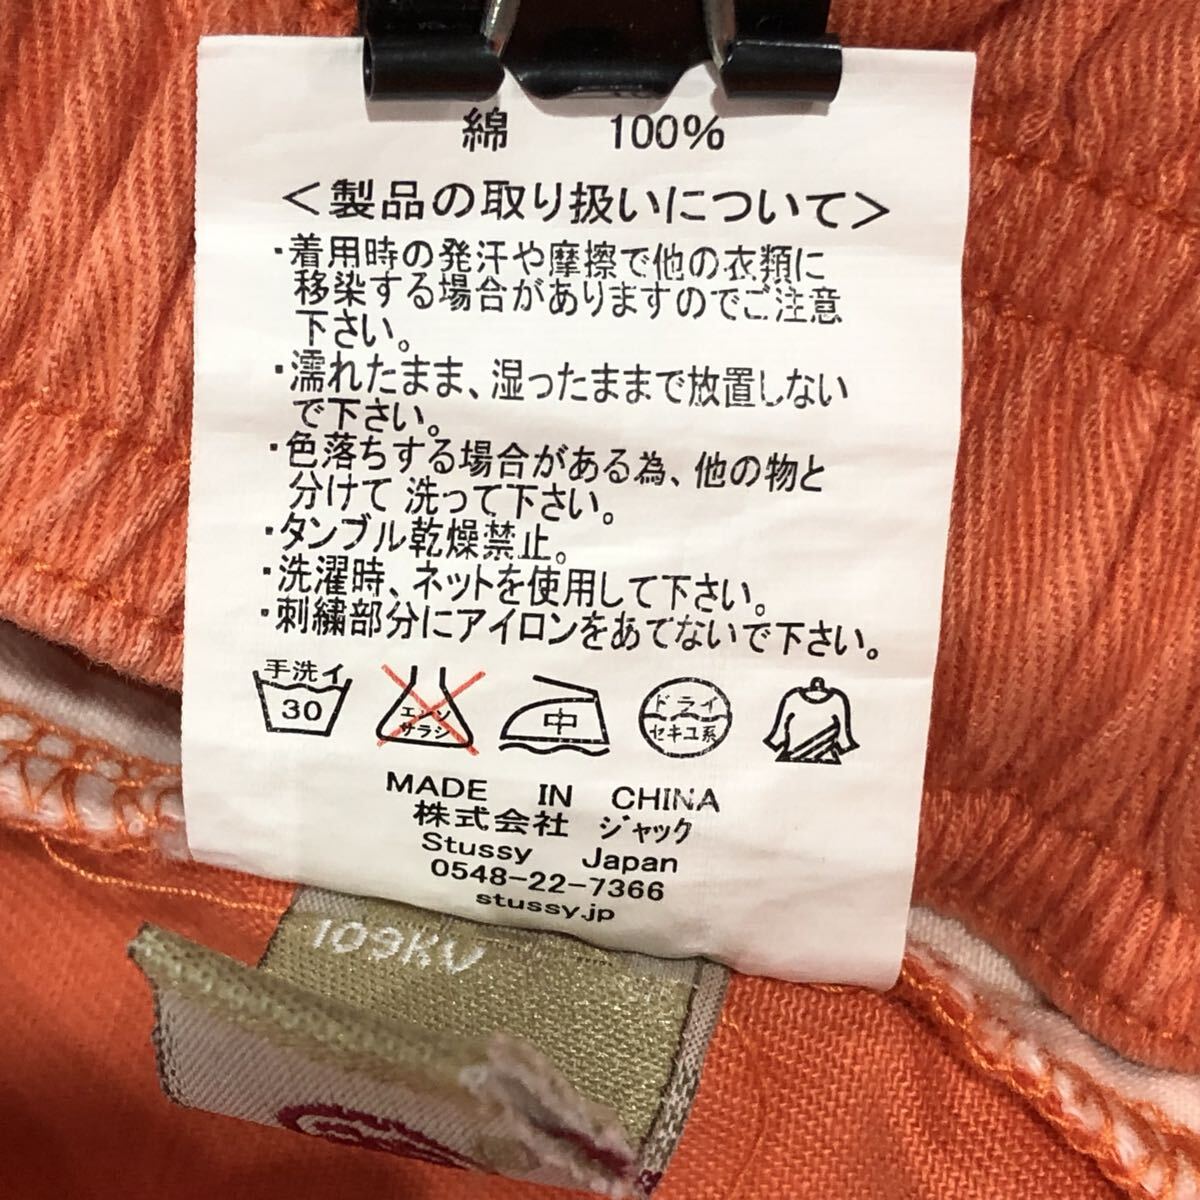 綿 100%
＜製品の取り扱いについて＞
・着用時の発汗や摩擦で他の衣類に
移染する場合がありますのでご注意
下さい。
・濡れたまま、湿ったままで放置しない
で下さい。
・色落ちする場合がある為、他の物と
分けて 洗って下さい。
・タンブル乾燥禁止。
・洗濯時、ネットを使用して下さい。
・刺繍部分にアイロンをあてないで下さい。
手洗イ
30
エンソ
サラシ
中
ドライ
セキユ系
MADE IN CHINA
株式会社 ジャック
Stussy Japan
0548-22-7366
stussy.jp
109KV